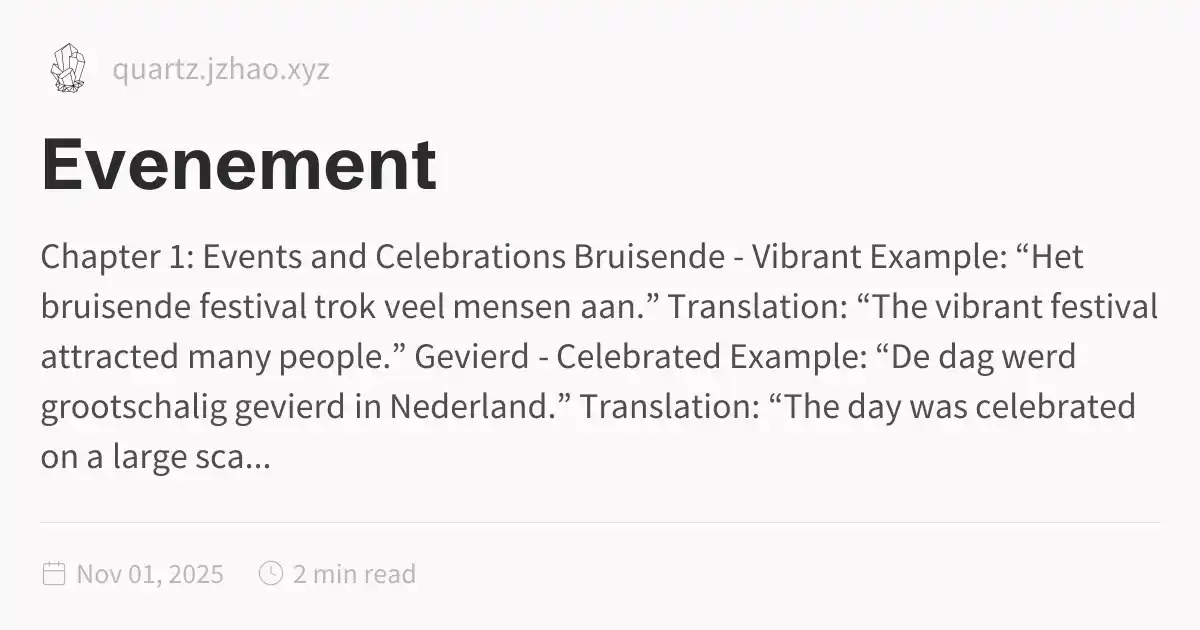 quartz.jzhao.xyz
Evenement
Chapter 1: Events and Celebrations Bruisende - Vibrant Example: “Het
bruisende festival trok veel mensen aan.” Translation: “The vibrant festival
attracted many people.” Gevierd - Celebrated Example: “De dag werd
grootschalig gevierd in Nederland.” Translation: “The day was celebrated
on a large sca...
Nov 01, 2025 2 min read